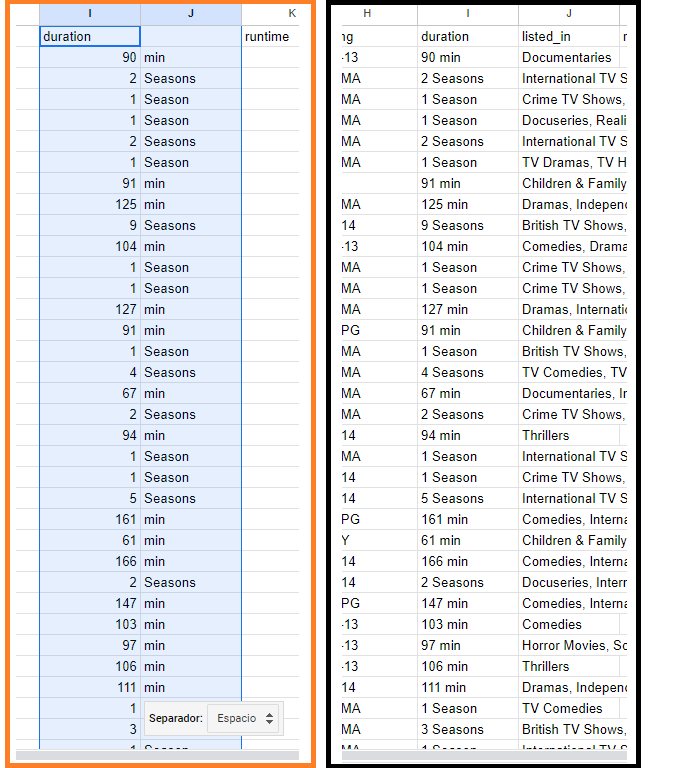 I J K
duration runtime
90 min
2 Seasons
1 Season
1 Season
2 Seasons
1 Season
91 min
125 min
9 Seasons
104 min
1 Season
1 Season
127 min
91 min
1 Season
4 Seasons
67 min
2 Seasons
94 min
1 Season
1 Season
5 Seasons
161 min
61 min
166 min
2 Seasons
147 min
103 min
97 min
106 min
111 min
1
3
Separador: Espacio
1 Season
H I J
ng duration listed_in r
-13 90 min Documentaries
MA 2 Seasons International TV S
MA 1 Season Crime TV Shows,
MA 1 Season Docuseries, Reali
MA 2 Seasons International TV S
MA 1 Season TV Dramas, TV H
91 min Children & Family
MA 125 min Dramas, Independ
14 9 Seasons British TV Shows,
-13 104 min Comedies, Drama
MA 1 Season Crime TV Shows,
MA 1 Season Crime TV Shows,
MA 127 min Dramas, Internatio
PG 91 min Children & Family
MA 1 Season British TV Shows,
MA 4 Seasons TV Comedies, TV
MA 67 min Documentaries, In
MA 2 Seasons Crime TV Shows,
14 94 min Thrillers
MA 1 Season International TV S
14 1 Season Crime TV Shows,
14 5 Seasons International TV S
PG 161 min Comedies, Interna
Y 61 min Children & Family
14 166 min Comedies, Interna
14 2 Seasons Docuseries, Intern
PG 147 min Comedies, Interna
-13 103 min Comedies
-13 97 min Horror Movies, Sc
-13 106 min Thrillers
14 111 min Dramas, Independ
MA 1 Season TV Comedies
MA 3 Seasons British TV Shows,
MA 1 Season International TV S